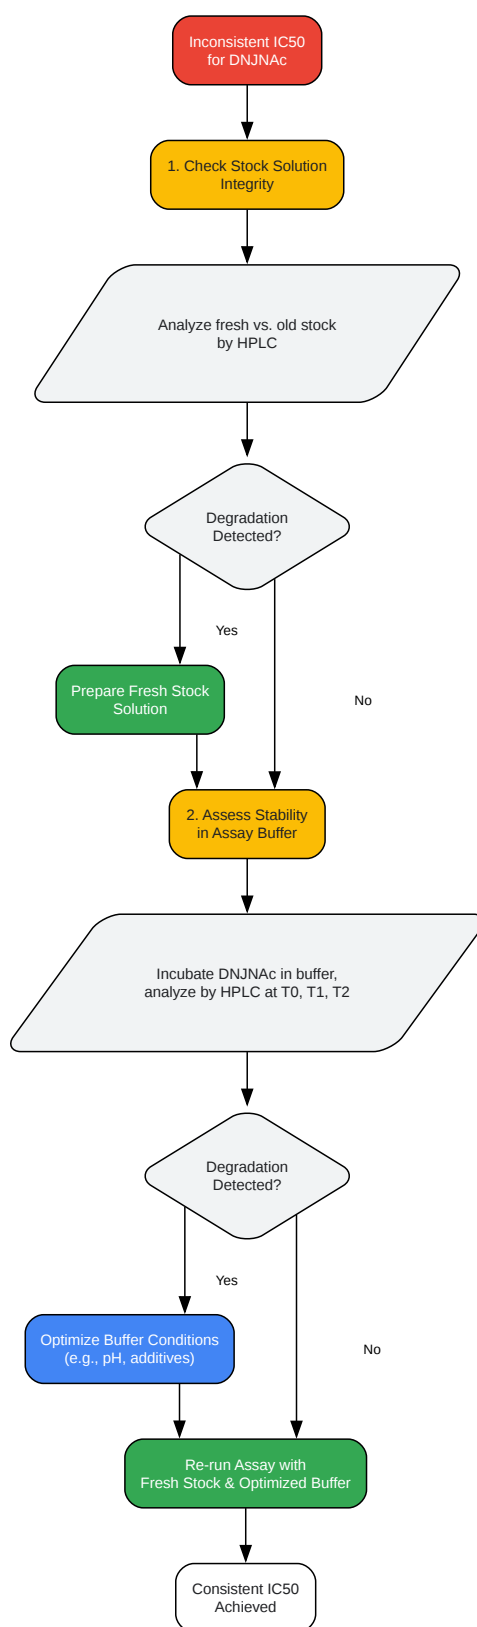 Inconsistent IC50
for DNJNAc
1. Check Stock Solution
Integrity
Analyze fresh vs. old stock
by HPLC
Degradation
Detected?
Yes
Prepare Fresh Stock
Solution
No
2. Assess Stability
in Assay Buffer
Incubate DNJNAc in buffer,
analyze by HPLC at T0, T1, T2
Degradation
Detected?
Yes
Optimize Buffer Conditions
(e.g., pH, additives)
No
Re-run Assay with
Fresh Stock & Optimized Buffer
Consistent IC50
Achieved